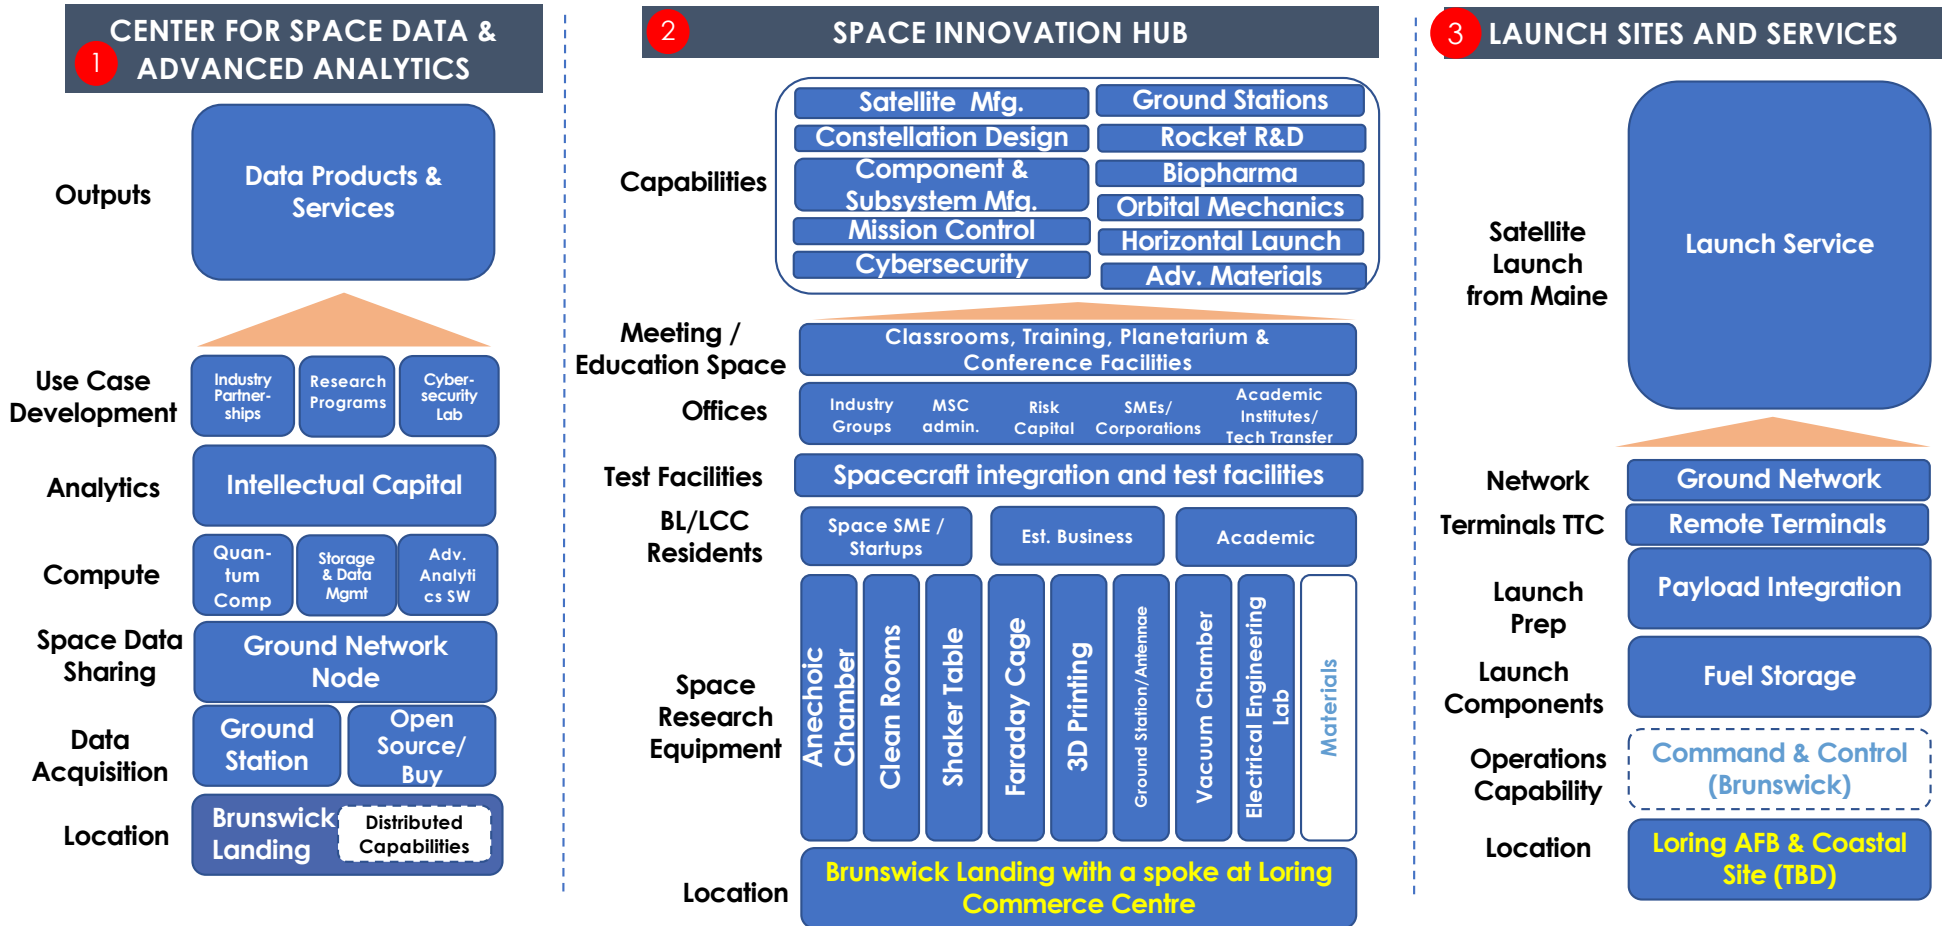 1
CENTER FOR SPACE DATA &
ADVANCED ANALYTICS
Outputs
Data Products &
Services
Use Case
Development
Industry
Partner-
ships
Research
Programs
Cyber-
security
Lab
Analytics
Intellectual Capital
Compute
Quan-
tum
Comp
Storage
& Data
Mgmt
Adv.
Analyti
cs SW
Space Data
Sharing
Ground Network
Node
Data
Acquisition
Ground
Station
Open
Source/
Buy
Location
Brunswick
Landing
Distributed
Capabilities
2
SPACE INNOVATION HUB
Capabilities
Satellite Mfg.
Constellation Design
Component &
Subsystem Mfg.
Mission Control
Cybersecurity
Ground Stations
Rocket R&D
Biopharma
Orbital Mechanics
Horizontal Launch
Adv. Materials
Meeting /
Education Space
Classrooms, Training, Planetarium &
Conference Facilities
Offices
Industry
Groups
MSC
admin.
Risk
Capital
SMEs/
Corporations
Academic
Institutes/
Tech Transfer
Test Facilities
Spacecraft integration and test facilities
BL/LCC
Residents
Space SME /
Startups
Est. Business
Academic
Space
Research
Equipment
Anechoic
Chamber
Clean Rooms
Shaker Table
Faraday Cage
3D Printing
Ground Station/Antennae
Vacuum Chamber
Electrical Engineering
Lab
Materials
Location
Brunswick Landing with a spoke at Loring
Commerce Centre
3
LAUNCH SITES AND SERVICES
Satellite
Launch
from Maine
Launch Service
Network
Ground Network
Terminals TTC
Remote Terminals
Launch
Prep
Payload Integration
Launch
Components
Fuel Storage
Operations
Capability
Command & Control
(Brunswick)
Location
Loring AFB & Coastal
Site (TBD)